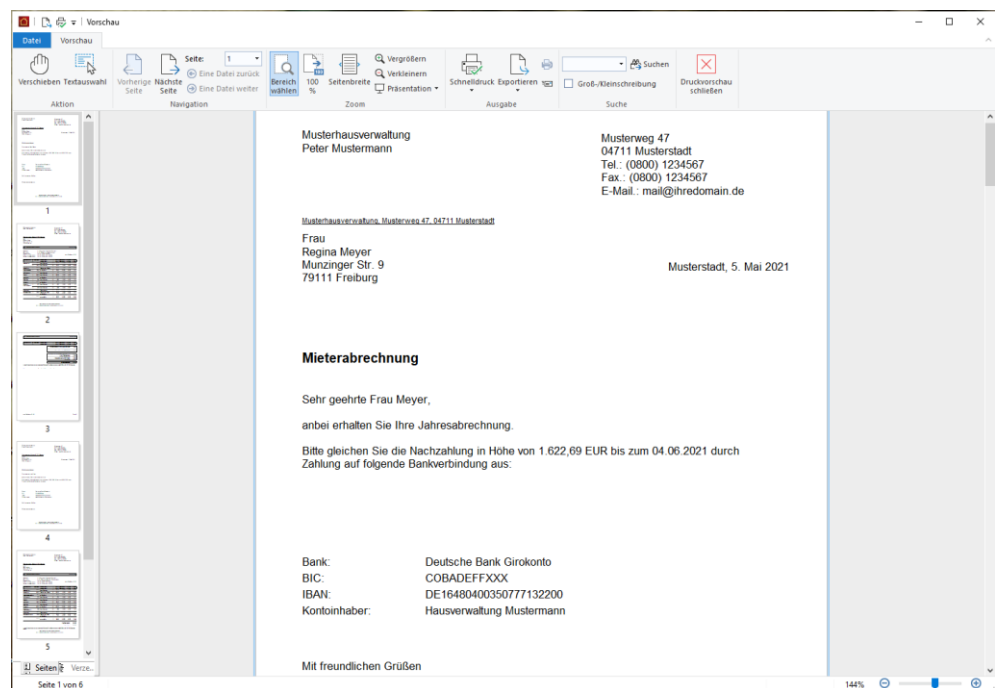 Vorschau
Datei Vorschau
Verschieben Textauswahl
Aktion
Vorherige Seite
Nächste Seite
Seite: 1
Eine Datei zurück
Eine Datei weiter
Navigation
Bereich wählen
100 %
Seitenbreite
Vergrößern
Verkleinern
Präsentation
Zoom
Schnelldruck Exportieren
Ausgabe
Suchen
Groß-/Kleinschreibung
Suche
Druckvorschau schließen
1
2
3
4
5
Seiten Verze...
Musterhausverwaltung
Peter Mustermann
Musterweg 47
04711 Musterstadt
Tel.: (0800) 1234567
Fax.: (0800) 1234567
E-Mail.: mail@ihredomain.de
Musterhausverwaltung, Musterweg 47, 04711 Musterstadt
Frau
Regina Meyer
Munzinger Str. 9
79111 Freiburg
Musterstadt, 5. Mai 2021
Mieterabrechnung
Sehr geehrte Frau Meyer,
anbei erhalten Sie Ihre Jahresabrechnung.
Bitte gleichen Sie die Nachzahlung in Höhe von 1.622,69 EUR bis zum 04.06.2021 durch
Zahlung auf folgende Bankverbindung aus:
Bank: Deutsche Bank Girokonto
BIC: COBADEFFXXX
IBAN: DE16480400350777132200
Kontoinhaber: Hausverwaltung Mustermann
Mit freundlichen Grüßen
Seite 1 von 6
144%